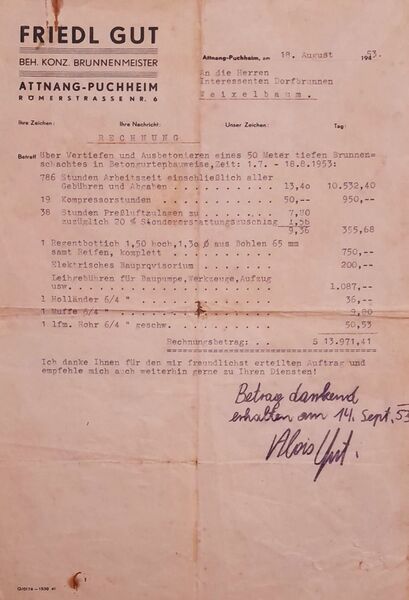 FRIEDL GUT
BEH. KONZ. BRUNNENMEISTER
ATTNANG-PUCHHEIM
RÖMERSTRASSE NR. 6
Attnang-Puchheim, am 18. August 1953.
An die Herren
Interessenten Dorfbrunnen
Weixelbaum.
Ihre Zeichen: Ihre Nachricht: Unser Zeichen: Tag:
RECHNUNG
Betreff Über Vertiefen und Ausbetonieren eines 50 Meter tiefen Brunnen=
schachtes in Betongurtenbauweise, Zeit: 1.7. - 18.8.1953:
786 Stunden Arbeitszeit einschließlich aller
Gebühren und Abgaben . . . . . . . . 13,40 10.532,40
19 Kompressorstunden . . . . . . . . 50,-- 950,--
38 Stunden Preßluftzulagen zu . . . . . 7,80
zuzüglich 20 % 1,56
9,36 355,68
1 Regentbottich 1,50 hoch, 1,30 Ø aus Bohlen 65 mm
samt Reifen, komplett . . . . . . . . 750,--
Elektrisches Bauprovisorium . . . . . . . 200,--
Leihgebühren für Baupumpe, Werkzeuge, Aufzug
usw. . . . . . . . . . . 1.087,--
1 Holländer 6/4 " . . . . . . . . . 36,--
1 Muffe 6/4 " . . . . . . . . . 9,80
1 lfm. Rohr 6/4 " geschw. . . . . . . . 50,53
Rechnungsbetrag: . . S 13.971,41
Ich danke Ihnen für den mir freundlichst erteilten Auftrag und
empfehle mich auch weiterhin gerne zu Ihren Diensten!
Betrag dankend
erhalten am 14. Sept. 53
Alois Gut.